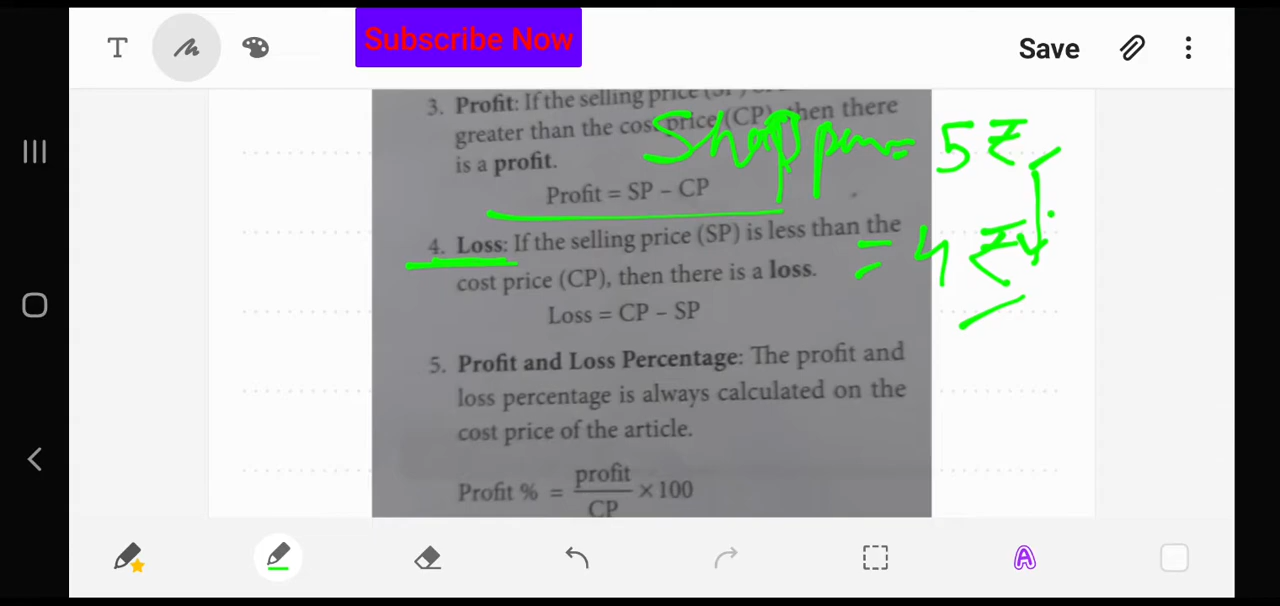 Subscribe Now
T
Save
3. Profit: If the selling price (SP)
greater than the cost price (CP), then there
is a profit.
Profit = SP – CP
= 5₹
4. Loss: If the selling price (SP) is less than the
cost price (CP), then there is a loss.
= 4 ₹
Loss = CP – SP
5. Profit and Loss Percentage: The profit and
loss percentage is always calculated on the
cost price of the article.
Profit % = profit / CP × 100
A